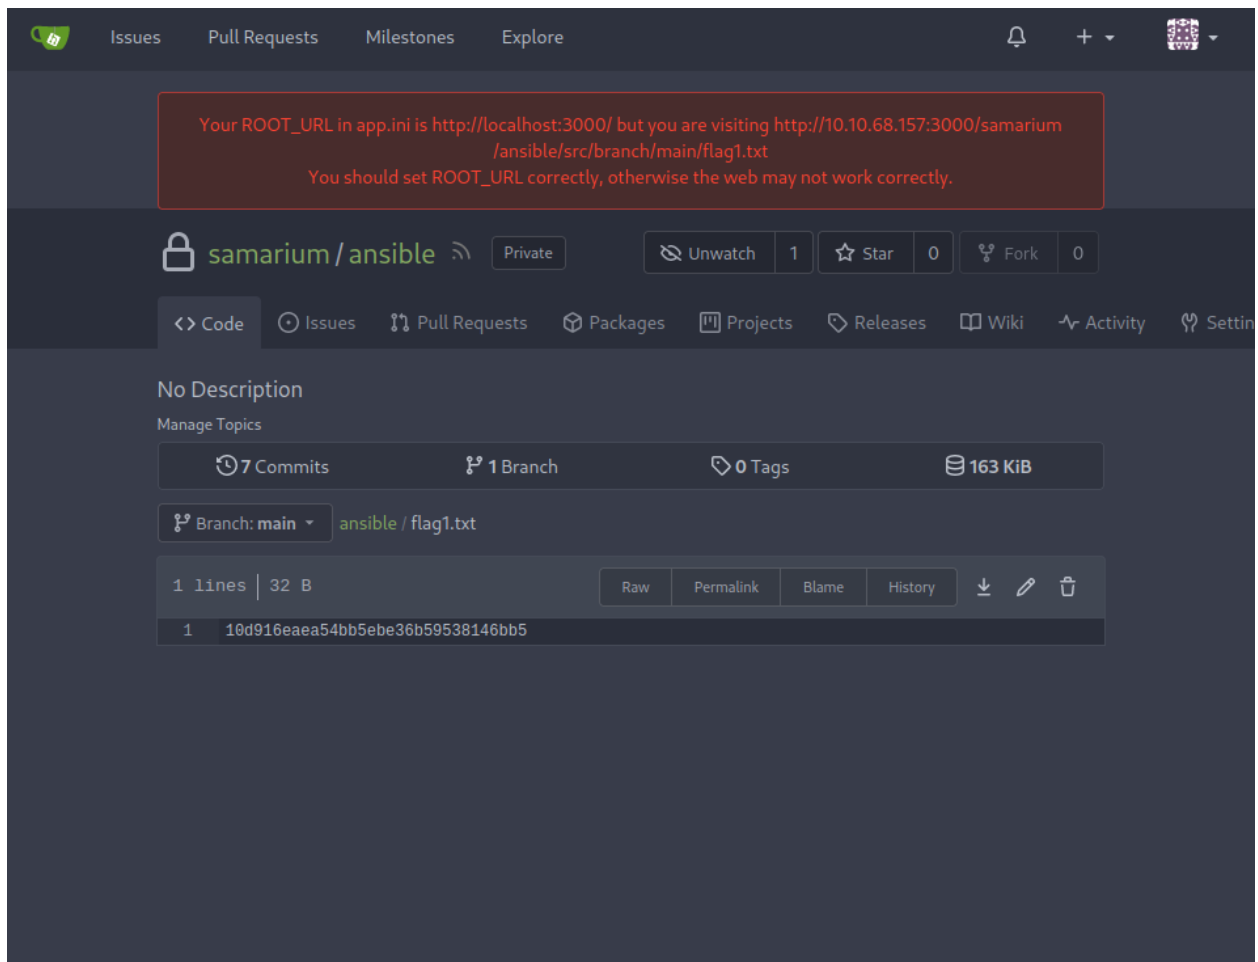 Issues Pull Requests Milestones Explore
Your ROOT_URL in app.ini is http://localhost:3000/ but you are visiting http://10.10.68.157:3000/samarium
/ansible/src/branch/main/flag1.txt
You should set ROOT_URL correctly, otherwise the web may not work correctly.
samarium / ansible Private Unwatch 1 Star 0 Fork 0
Code Issues Pull Requests Packages Projects Releases Wiki Activity Settin
No Description
Manage Topics
7 Commits 1 Branch 0 Tags 163 KiB
Branch: main ansible / flag1.txt
1 lines 32 B Raw Permalink Blame History
1 10d916eaea54bb5ebe36b59538146bb5